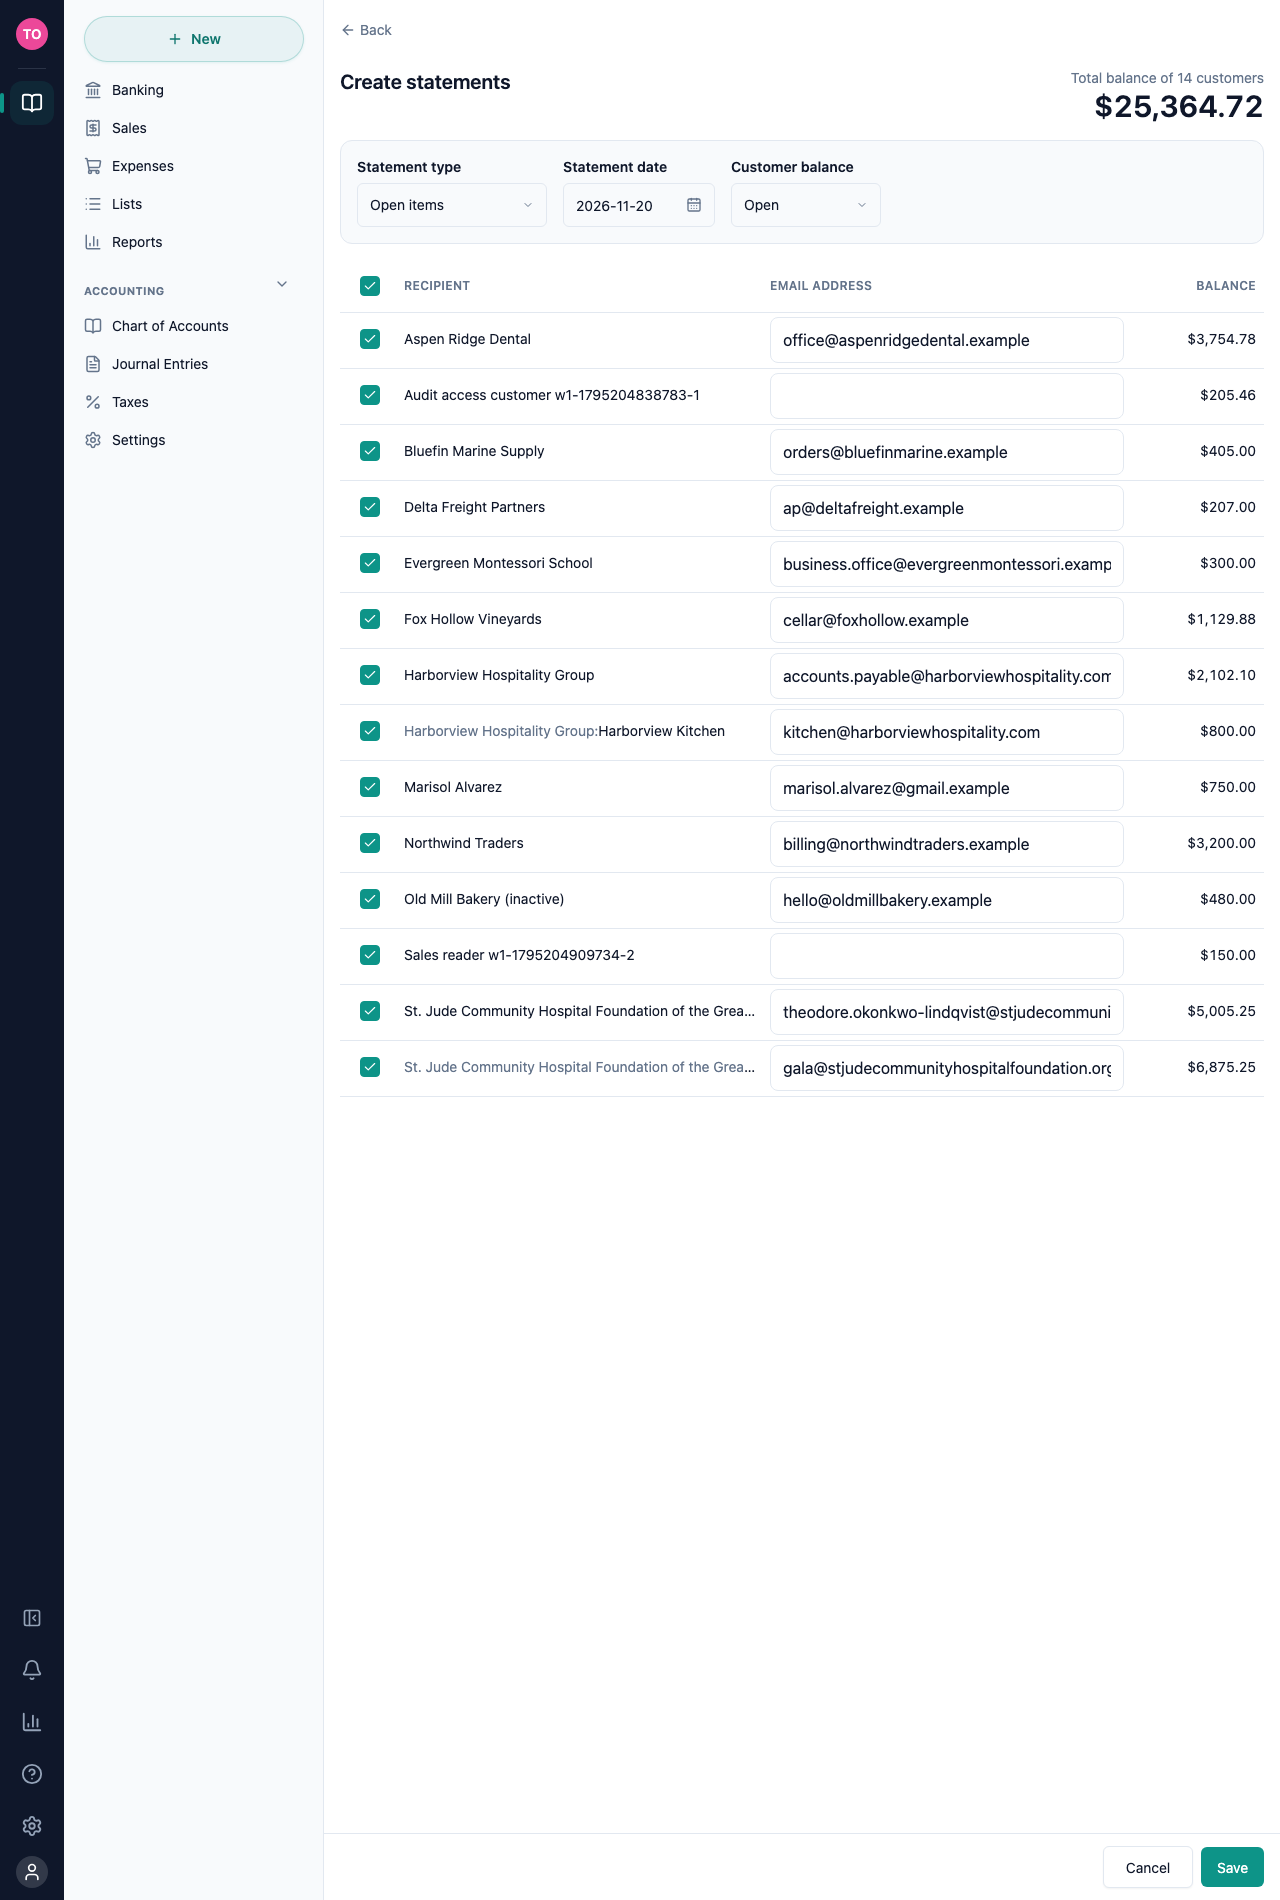 TO
New
Banking
Sales
Expenses
Lists
Reports
ACCOUNTING
Chart of Accounts
Journal Entries
Taxes
Settings
Back
Create statements
Total balance of 14 customers
$25,364.72
Statement type
Statement date
Customer balance
Open items
2026-11-20
Open
RECIPIENT EMAIL ADDRESS BALANCE
Aspen Ridge Dental office@aspenridgedental.example $3,754.78
Audit access customer w1-1795204838783-1 $205.46
Bluefin Marine Supply orders@bluefinmarine.example $405.00
Delta Freight Partners ap@deltafreight.example $207.00
Evergreen Montessori School business.office@evergreenmontessori.examp $300.00
Fox Hollow Vineyards cellar@foxhollow.example $1,129.88
Harborview Hospitality Group accounts.payable@harborviewhospitality.com $2,102.10
Harborview Hospitality Group:Harborview Kitchen kitchen@harborviewhospitality.com $800.00
Marisol Alvarez marisol.alvarez@gmail.example $750.00
Northwind Traders billing@northwindtraders.example $3,200.00
Old Mill Bakery (inactive) hello@oldmillbakery.example $480.00
Sales reader w1-1795204909734-2 $150.00
St. Jude Community Hospital Foundation of the Grea... theodore.okonkwo-lindqvist@stjudecommuni $5,005.25
St. Jude Community Hospital Foundation of the Grea... gala@stjudecommunityhospitalfoundation.org $6,875.25
Cancel
Save